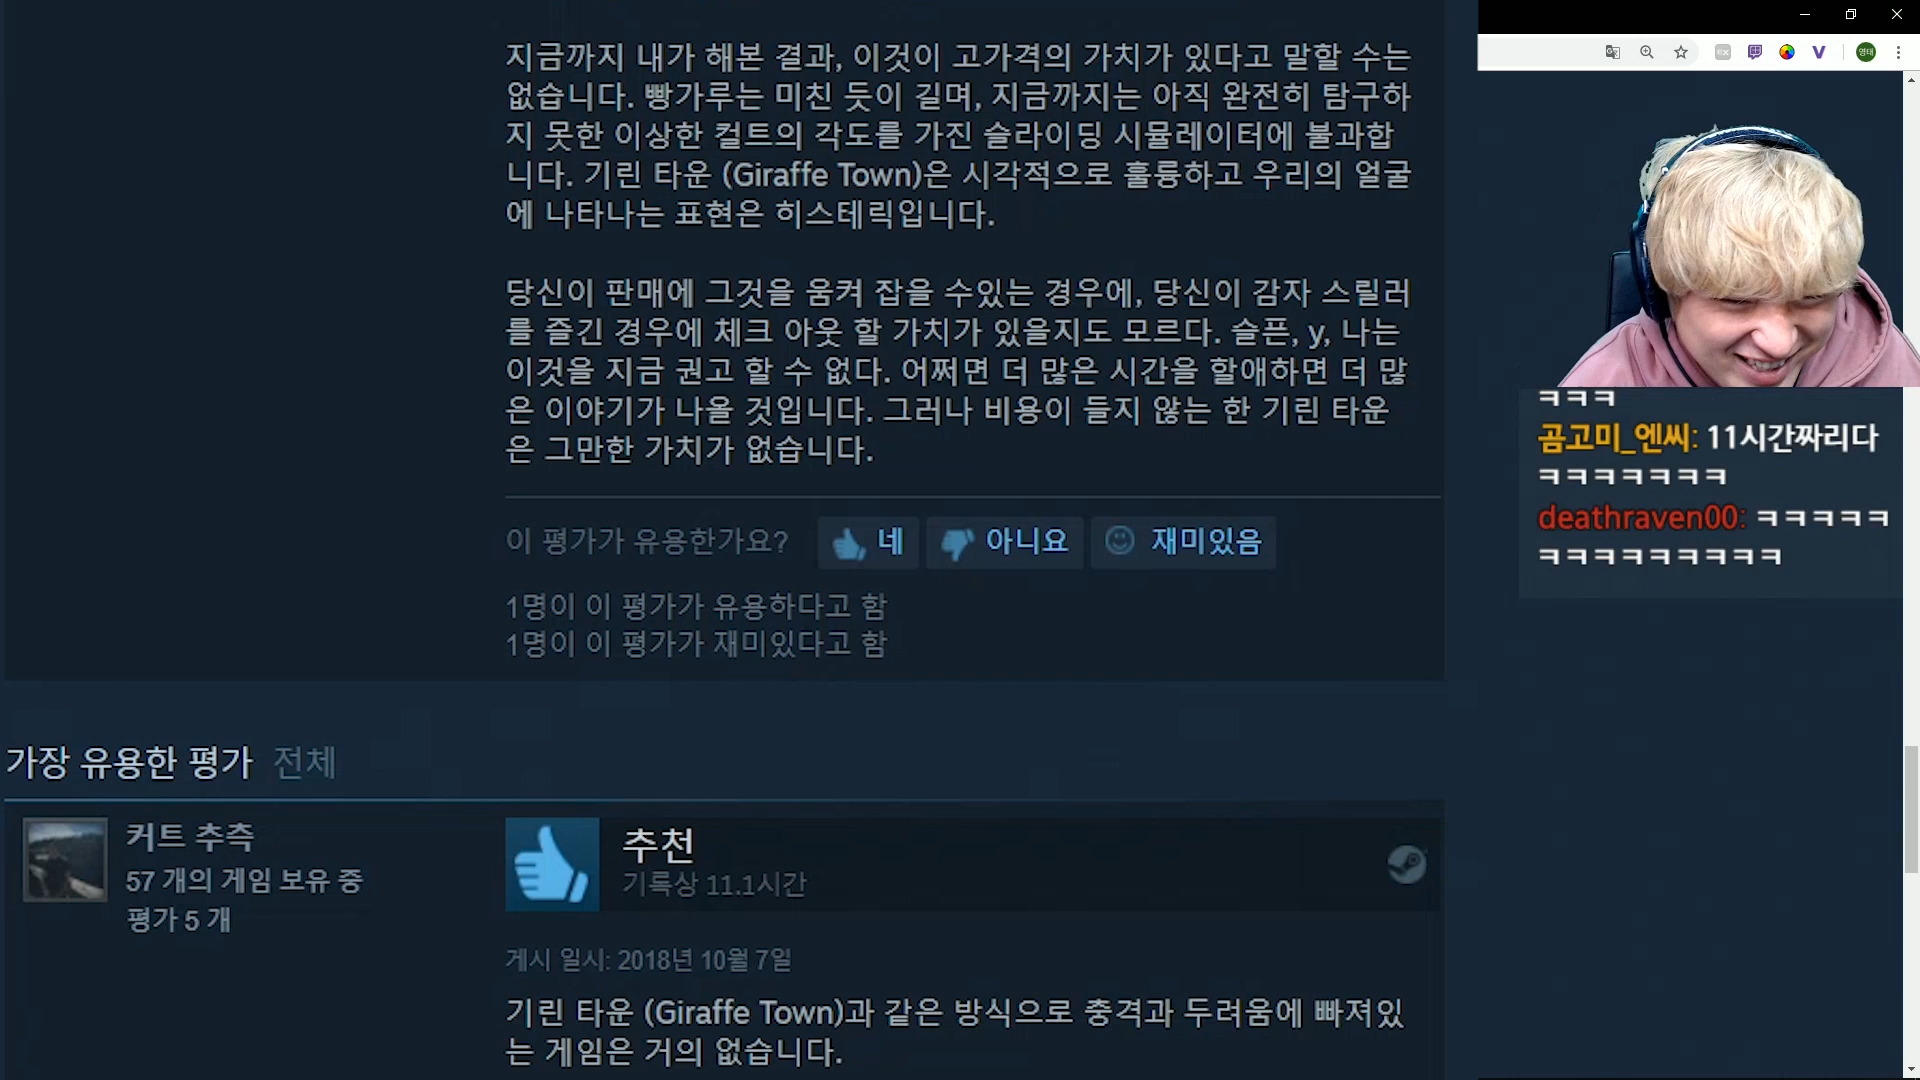 지금까지 내가 해본 결과, 이것이 고가격의 가치가 있다고 말할 수는
없습니다. 빵가루는 미친 듯이 길며, 지금까지는 아직 완전히 탐구하
지 못한 이상한 컬트의 각도를 가진 슬라이딩 시뮬레이터에 불과합
니다. 기린 타운 (Giraffe Town)은 시각적으로 훌륭하고 우리의 얼굴
에 나타나는 표현은 히스테릭입니다.
당신이 판매에 그것을 움켜 잡을 수있는 경우에, 당신이 감자 스릴러
를 즐긴 경우에 체크 아웃 할 가치가 있을지도 모르다. 슬픈, y, 나는
이것을 지금 권고 할 수 없다. 어쩌면 더 많은 시간을 할애하면 더 많
은 이야기가 나올 것입니다. 그러나 비용이 들지 않는 한 기린 타운
은 그만한 가치가 없습니다.
이 평가가 유용한가요? 네 아니요 재미있음
1명이 이 평가가 유용하다고 함
1명이 이 평가가 재미있다고 함
가장 유용한 평가 전체
커트 추측
57 개의 게임 보유 중
평가 5 개
추천
기록상 11.1시간
게시 일시: 2018년 10월 7일
기린 타운 (Giraffe Town)과 같은 방식으로 충격과 두려움에 빠져있
는 게임은 거의 없습니다.
영태
ㅋㅋㅋ
곰고미_엔씨: 11시간짜리다
ㅋㅋㅋㅋㅋㅋㅋ
deathraven00: ㅋㅋㅋㅋㅋ
ㅋㅋㅋㅋㅋㅋㅋㅋㅋ